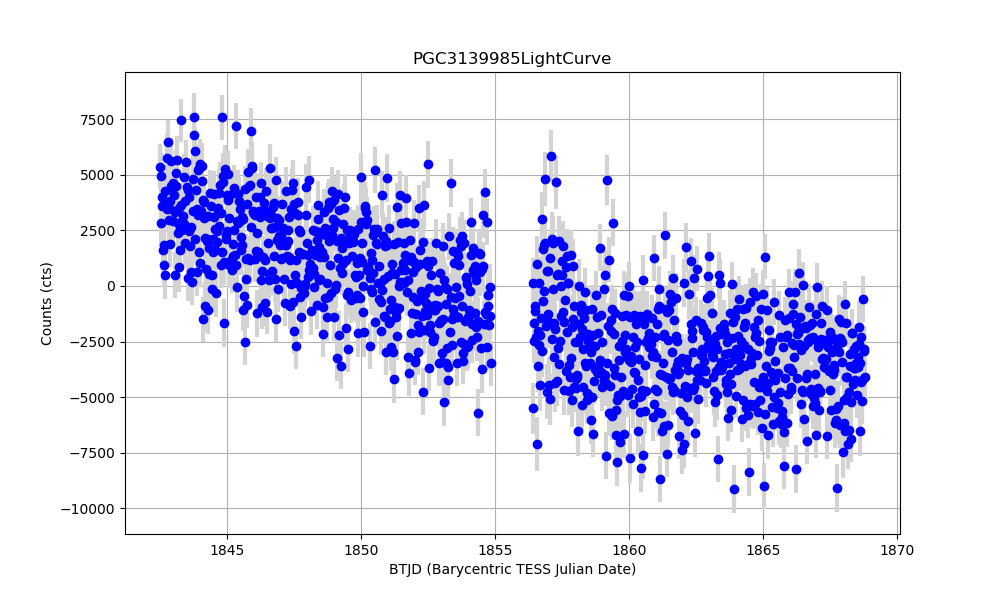 PGC3139985LightCurve
7500
5000
2500
0
−2500
−5000
−7500
−10000
Counts (cts)
1845 1850 1855 1860 1865 1870
BTJD (Barycentric TESS Julian Date)